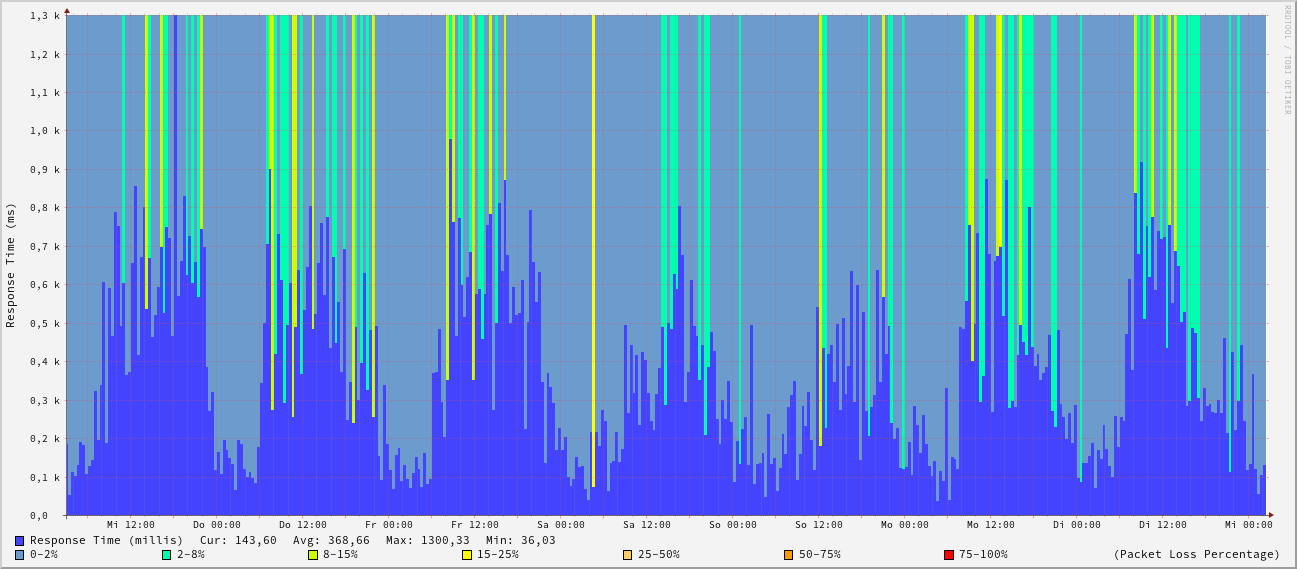 RRDTOOL / TOBI OETIKER
Response Time (ms)
1,3 k
1,2 k
1,1 k
1,0 k
0,9 k
0,8 k
0,7 k
0,6 k
0,5 k
0,4 k
0,3 k
0,2 k
0,1 k
0,0
Mi 12:00 Do 00:00 Do 12:00 Fr 00:00 Fr 12:00 Sa 00:00 Sa 12:00 So 00:00 So 12:00 Mo 00:00 Mo 12:00 Di 00:00 Di 12:00 Mi 00:00
Response Time (millis) Cur: 143,60 Avg: 368,66 Max: 1300,33 Min: 36,03
0-2% 2-8% 8-15% 15-25% 25-50% 50-75% 75-100% (Packet Loss Percentage)